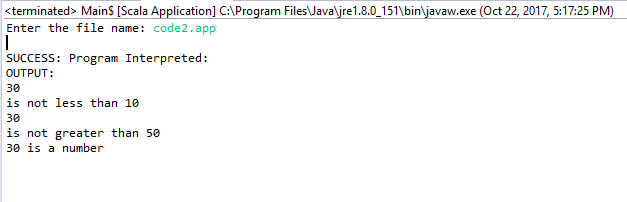 <terminated> Main$ [Scala Application] C:\Program Files\Java\jre1.8.0_151\bin\javaw.exe (Oct 22, 2017, 5:17:25 PM)
Enter the file name: code2.app
SUCCESS: Program Interpreted:
OUTPUT:
30
is not less than 10
30
is not greater than 50
30 is a number